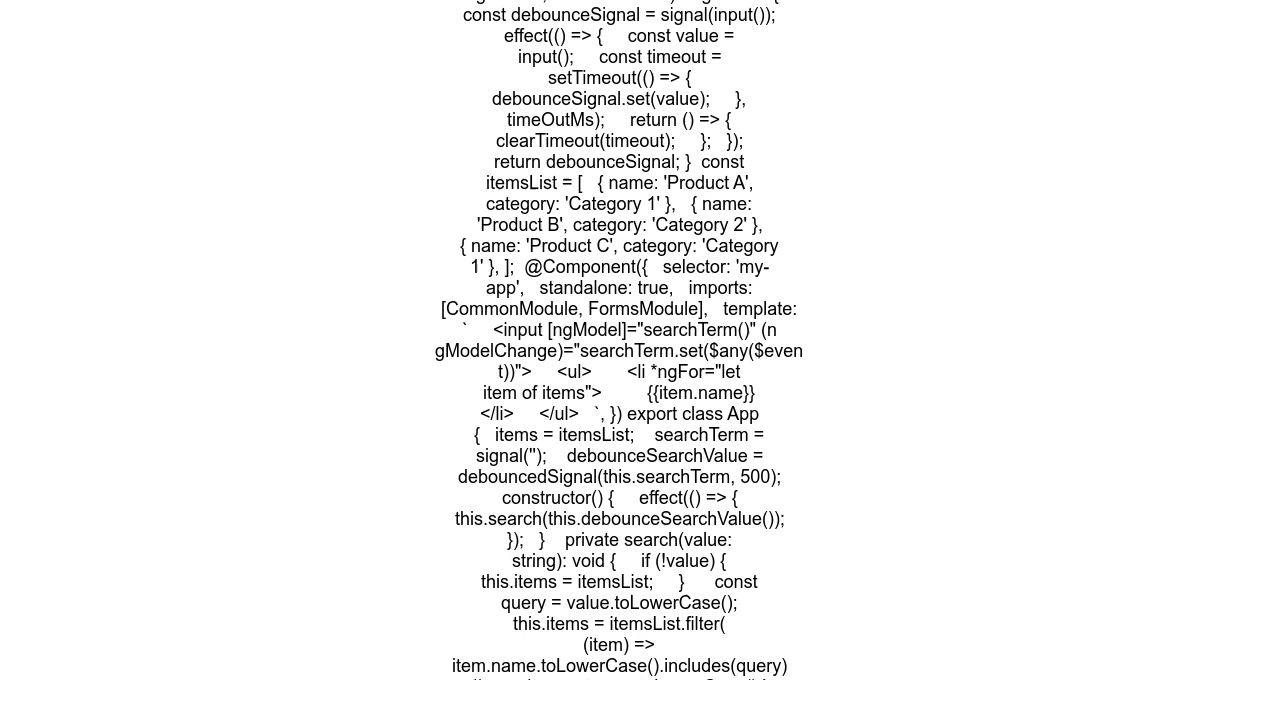 const debounceSignal = signal(input());
effect(() => {     const value =
input();     const timeout =
setTimeout(() => {
debounceSignal.set(value);     },
timeOutMs);     return () => {
clearTimeout(timeout);     };   });
return debounceSignal; }  const
itemsList = [   { name: 'Product A',
category: 'Category 1' },   { name:
'Product B', category: 'Category 2' },
{ name: 'Product C', category: 'Category
1' }, ];  @Component({   selector: 'my-
app',   standalone: true,   imports:
[CommonModule, FormsModule],   template:
`     <input [ngModel]="searchTerm()" (n
gModelChange)="searchTerm.set($any($even
t))">     <ul>       <li *ngFor="let
item of items">         {{item.name}}
</li>     </ul>   `, }) export class App
{   items = itemsList;    searchTerm =
signal('');    debounceSearchValue =
debouncedSignal(this.searchTerm, 500);
constructor() {     effect(() => {
this.search(this.debounceSearchValue());
});   }    private search(value:
string): void {     if (!value) {
this.items = itemsList;     }      const
query = value.toLowerCase();
this.items = itemsList.filter(
(item) =>
item.name.toLowerCase().includes(query)